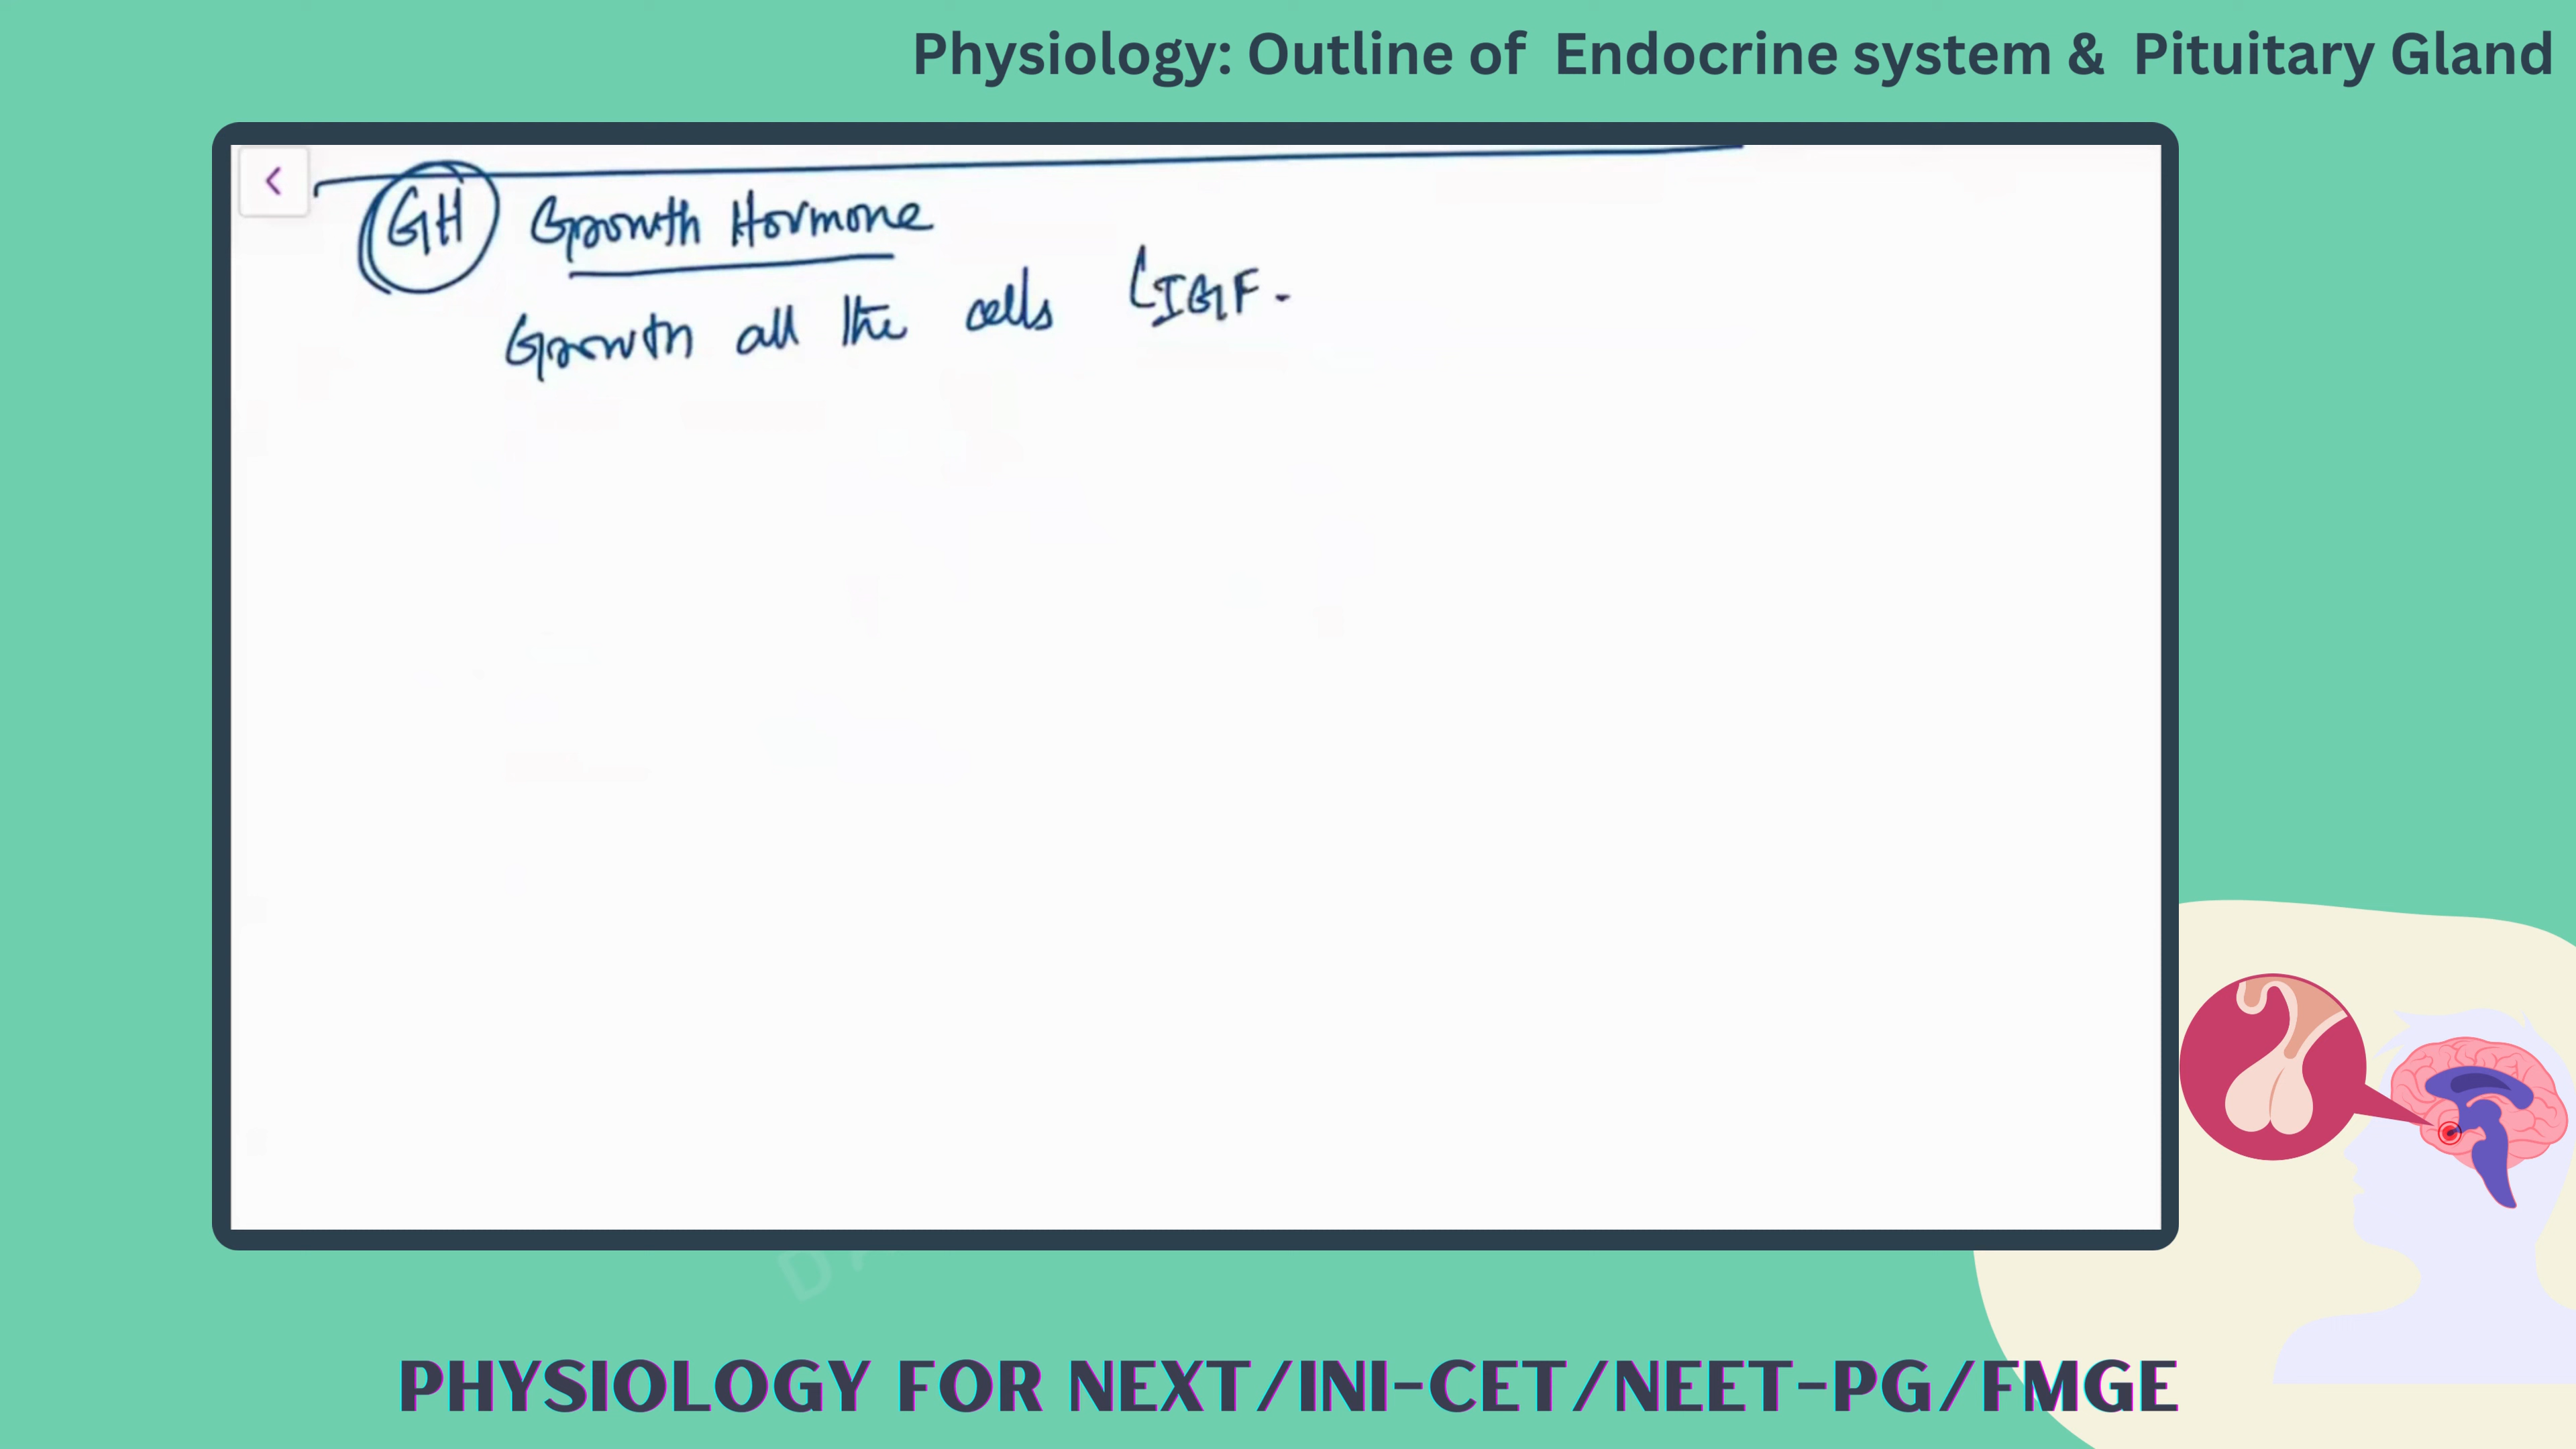 Physiology: Outline of Endocrine system & Pituitary Gland
GH Growth Hormone
Growth all the cells (IGF-
PHYSIOLOGY FOR NEXT/INI-CET/NEET-PG/FMGE